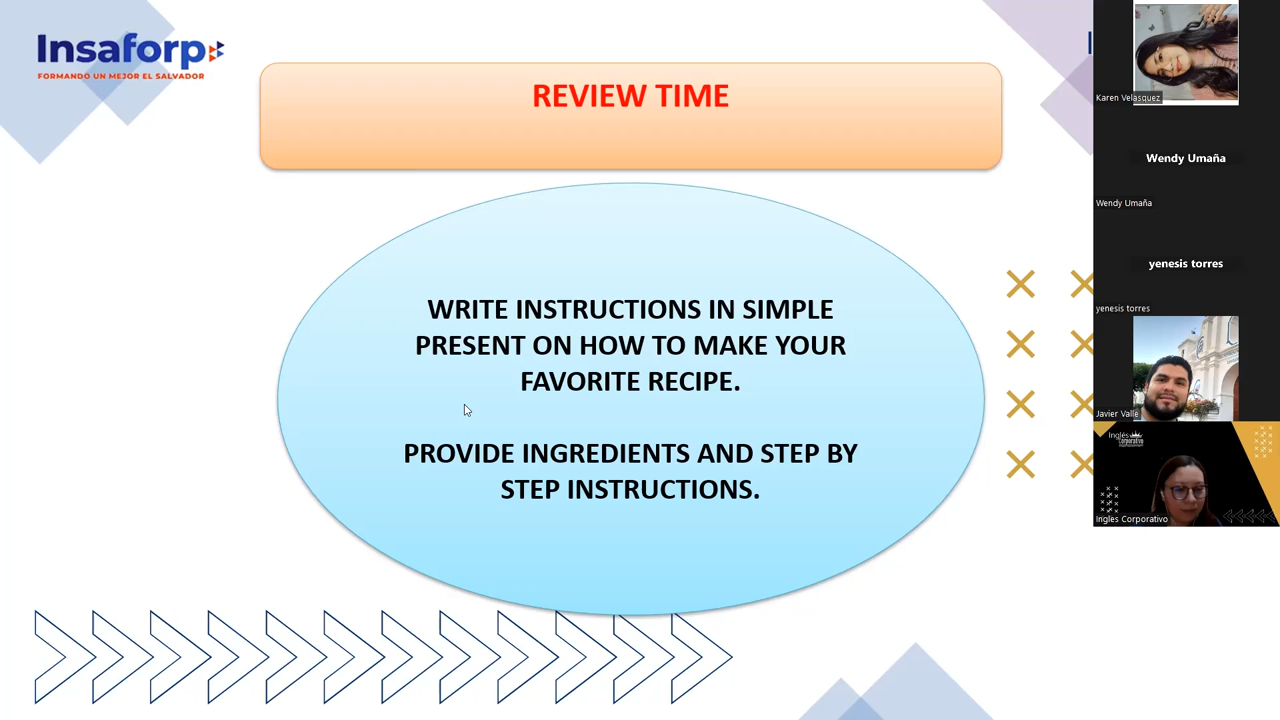 Insaforp
FORMANDO UN MEJOR EL SALVADOR
REVIEW TIME
WRITE INSTRUCTIONS IN SIMPLE
PRESENT ON HOW TO MAKE YOUR
FAVORITE RECIPE.
PROVIDE INGREDIENTS AND STEP BY
STEP INSTRUCTIONS.
Karen Velasquez
Wendy Umaña
Wendy Umaña
yenesis torres
yenesis torres
Javier Valle
Inglés
Corporativo
Ingles Corporativo